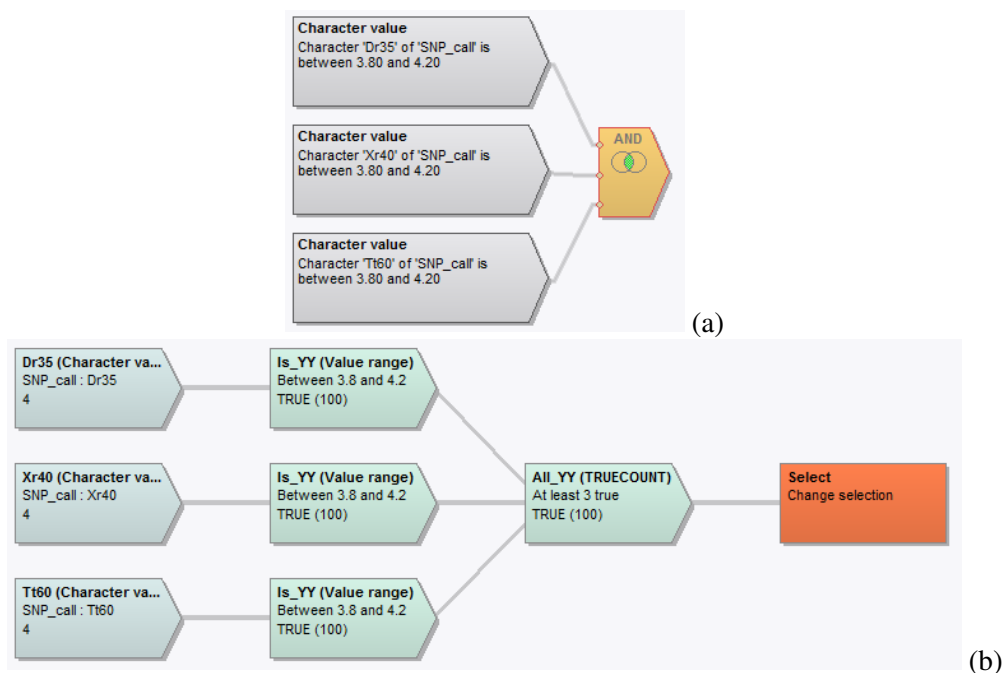 Character value
Character 'Dr35' of 'SNP_call' is
between 3.80 and 4.20
Character value
Character 'Xr40' of 'SNP_call' is
between 3.80 and 4.20
AND
Character value
Character 'Tt60' of 'SNP_call' is
between 3.80 and 4.20
(a)
Dr35 (Character va...
SNP_call : Dr35
4
Is_YY (Value range)
Between 3.8 and 4.2
TRUE (100)
Xr40 (Character va...
SNP_call : Xr40
4
Is_YY (Value range)
Between 3.8 and 4.2
TRUE (100)
All_YY (TRUECOUNT)
At least 3 true
TRUE (100)
Select
Change selection
Tt60 (Character va...
SNP_call : Tt60
4
Is_YY (Value range)
Between 3.8 and 4.2
TRUE (100)
(b)